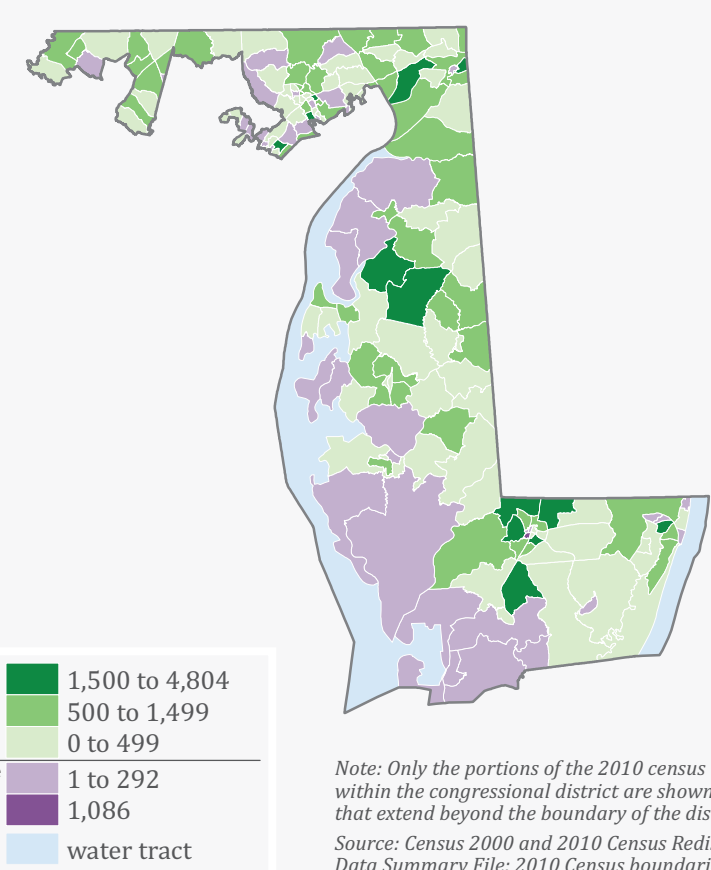 1,500 to 4,804
500 to 1,499
0 to 499
1 to 292
1,086
water tract
Note: Only the portions of the 2010 census
within the congressional district are shown
that extend beyond the boundary of the dis
Source: Census 2000 and 2010 Census Redi
Data Summary File; 2010 Census boundari